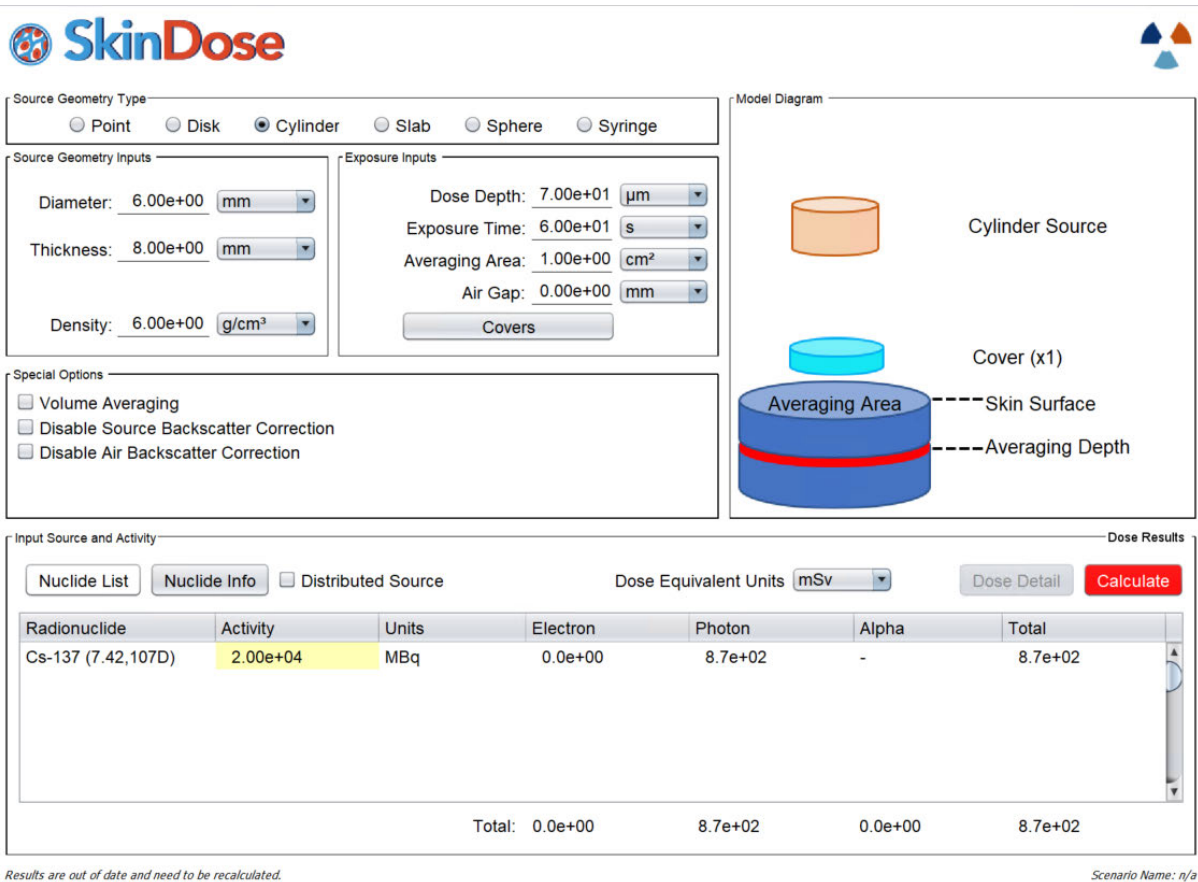 SkinDose
Source Geometry Type
Point Disk Cylinder Slab Sphere Syringe
Source Geometry Inputs
Diameter: 6.00e+00 mm
Thickness: 8.00e+00 mm
Density: 6.00e+00 g/cm³
Exposure Inputs
Dose Depth: 7.00e+01 µm
Exposure Time: 6.00e+01 s
Averaging Area: 1.00e+00 cm²
Air Gap: 0.00e+00 mm
Covers
Special Options
Volume Averaging
Disable Source Backscatter Correction
Disable Air Backscatter Correction
Model Diagram
Cylinder Source
Cover (x1)
Averaging Area
Skin Surface
Averaging Depth
Input Source and Activity Dose Results
Nuclide List Nuclide Info Distributed Source Dose Equivalent Units mSv Dose Detail Calculate
Radionuclide Activity Units Electron Photon Alpha Total
Cs-137 (7.42,107D) 2.00e+04 MBq 0.0e+00 8.7e+02 - 8.7e+02
Total: 0.0e+00 8.7e+02 0.0e+00 8.7e+02
Results are out of date and need to be recalculated. Scenario Name: n/a